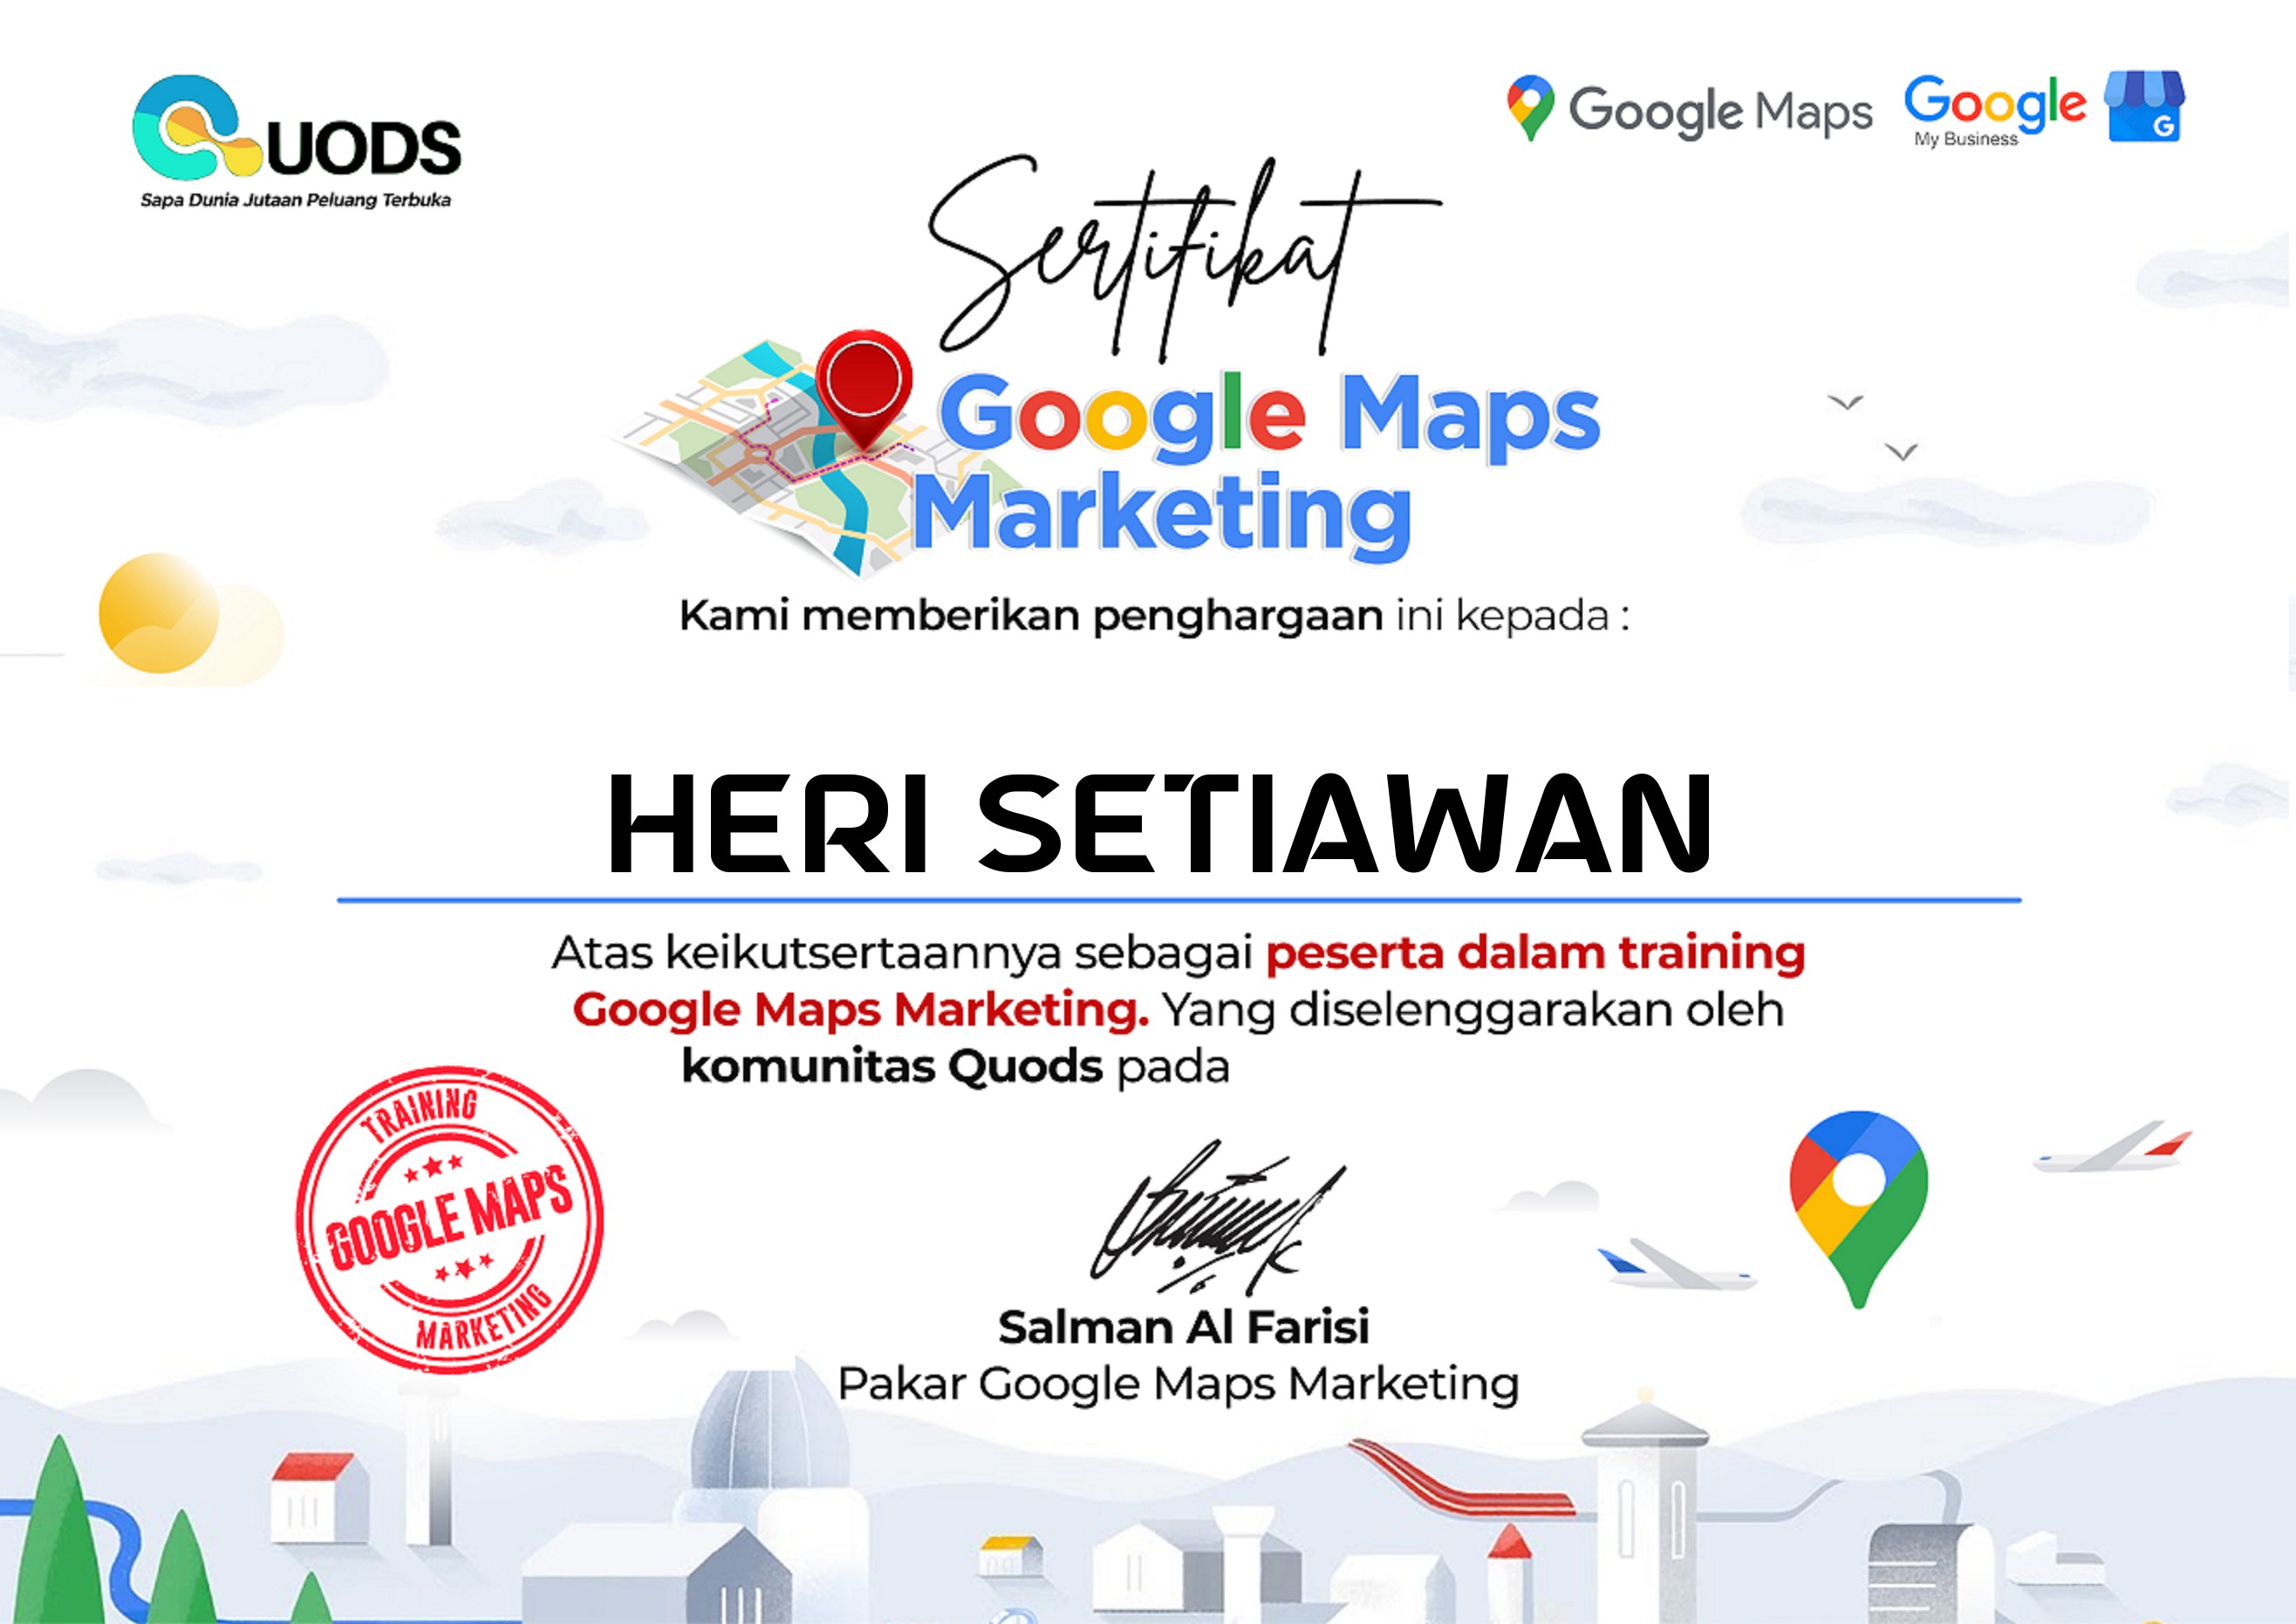 QUODS
Sapa Dunia Jutaan Peluang Terbuka
Google Maps
Google
My Business
G
Sertifikat
Google Maps
Marketing
Kami memberikan penghargaan ini kepada :
HERI SETIAWAN
Atas keikutsertaannya sebagai peserta dalam training
Google Maps Marketing. Yang diselenggarakan oleh
komunitas Quods pada
TRAINING
GOOGLE MAPS
MARKETING
Salman Al Farisi
Pakar Google Maps Marketing